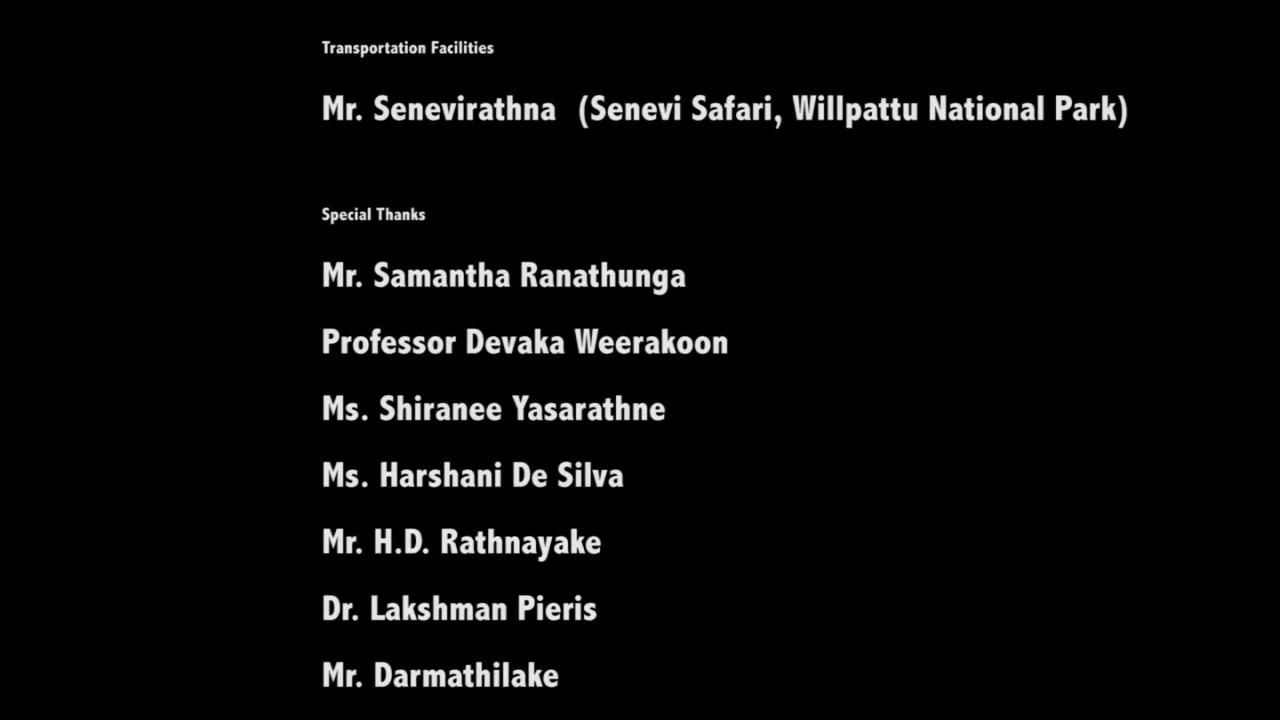 Transportation Facilities
Mr. Senevirathna (Senevi Safari, Willpattu National Park)
Special Thanks
Mr. Samantha Ranathunga
Professor Devaka Weerakoon
Ms. Shiranee Yasarathne
Ms. Harshani De Silva
Mr. H.D. Rathnayake
Dr. Lakshman Pieris
Mr. Darmathilake